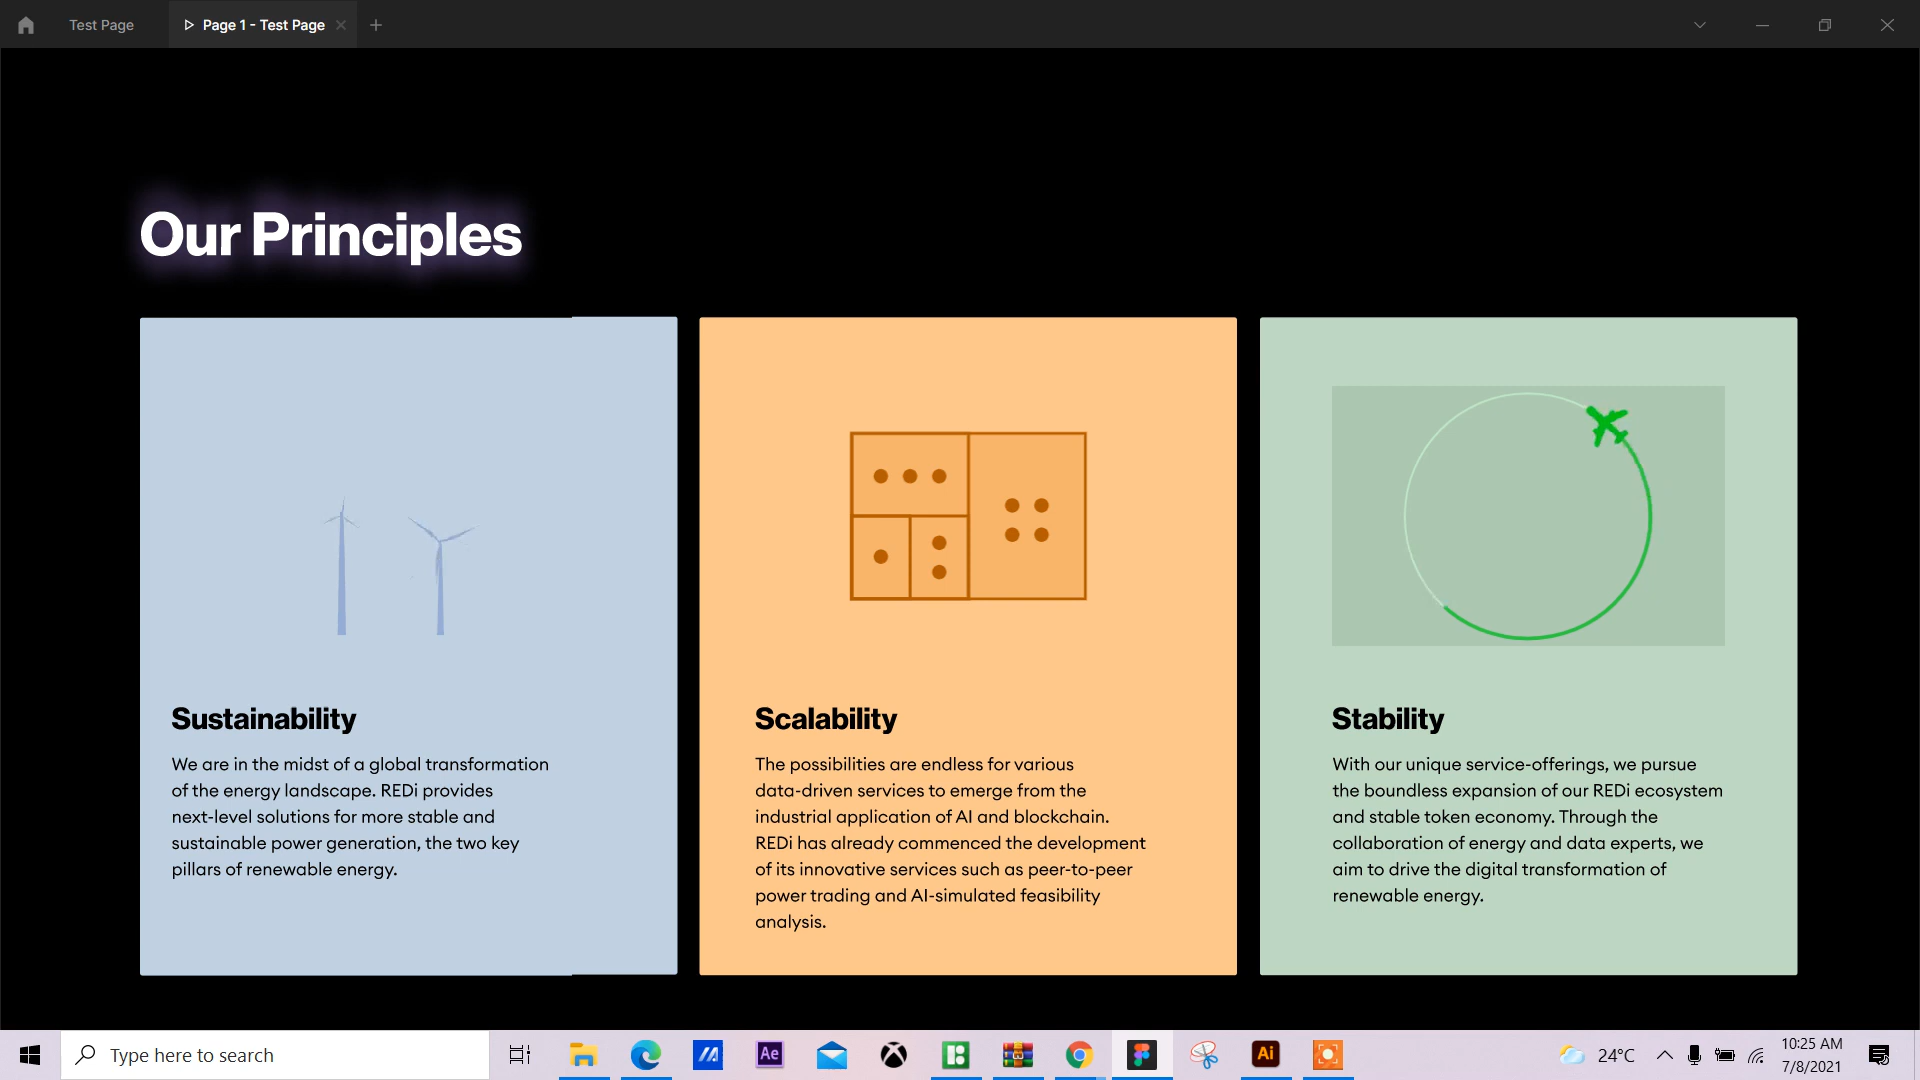 Test Page
Page 1 - Test Page
Our Principles
Sustainability
We are in the midst of a global transformation
of the energy landscape. REDi provides
next-level solutions for more stable and
sustainable power generation, the two key
pillars of renewable energy.
Scalability
The possibilities are endless for various
data-driven services to emerge from the
industrial application of AI and blockchain.
REDi has already commenced the development
of its innovative services such as peer-to-peer
power trading and AI-simulated feasibility
analysis.
Stability
With our unique service-offerings, we pursue
the boundless expansion of our REDi ecosystem
and stable token economy. Through the
collaboration of energy and data experts, we
aim to drive the digital transformation of
renewable energy.
Type here to search
Ae
Ai
24°C
10:25 AM
7/8/2021